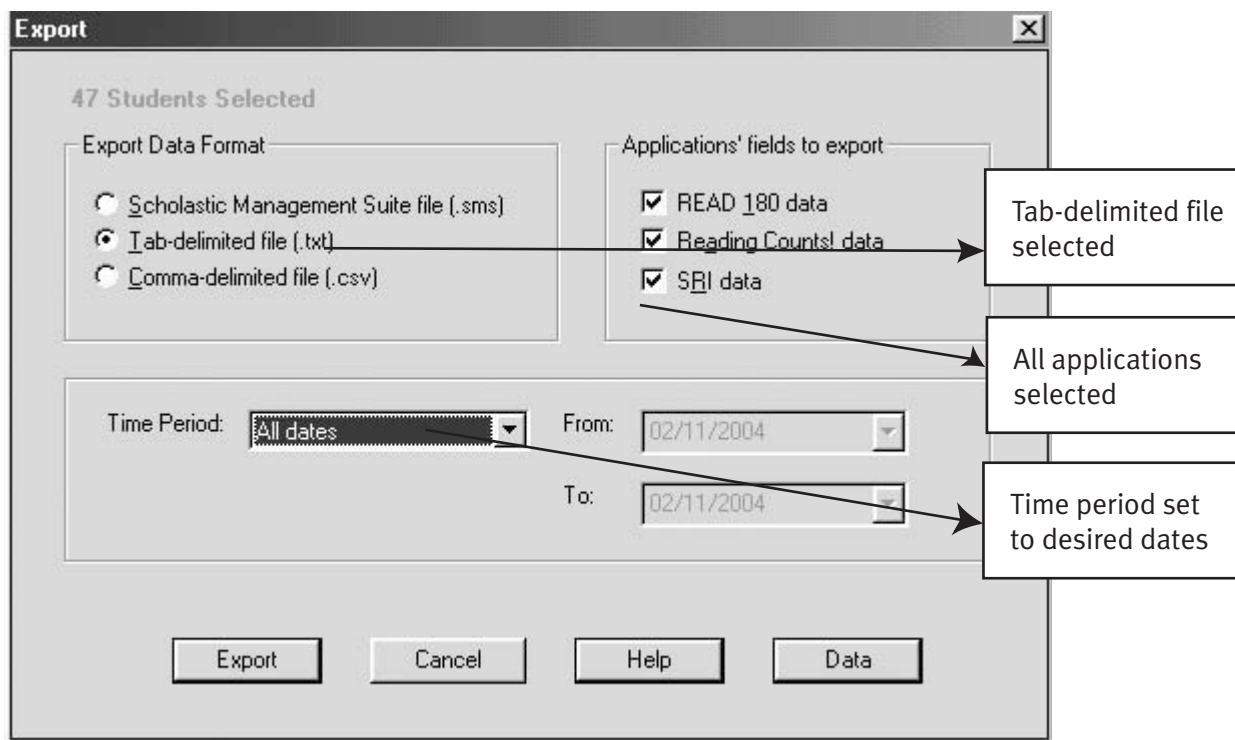 Export
47 Students Selected
Export Data Format
Scholastic Management Suite file (.sms)
Tab-delimited file (.txt)
Comma-delimited file (.csv)
Applications' fields to export
READ 180 data
Reading Counts! data
SRI data
Tab-delimited file
selected
All applications
selected
Time Period:
All dates
From:
02/11/2004
To:
02/11/2004
Time period set
to desired dates
Export
Cancel
Help
Data